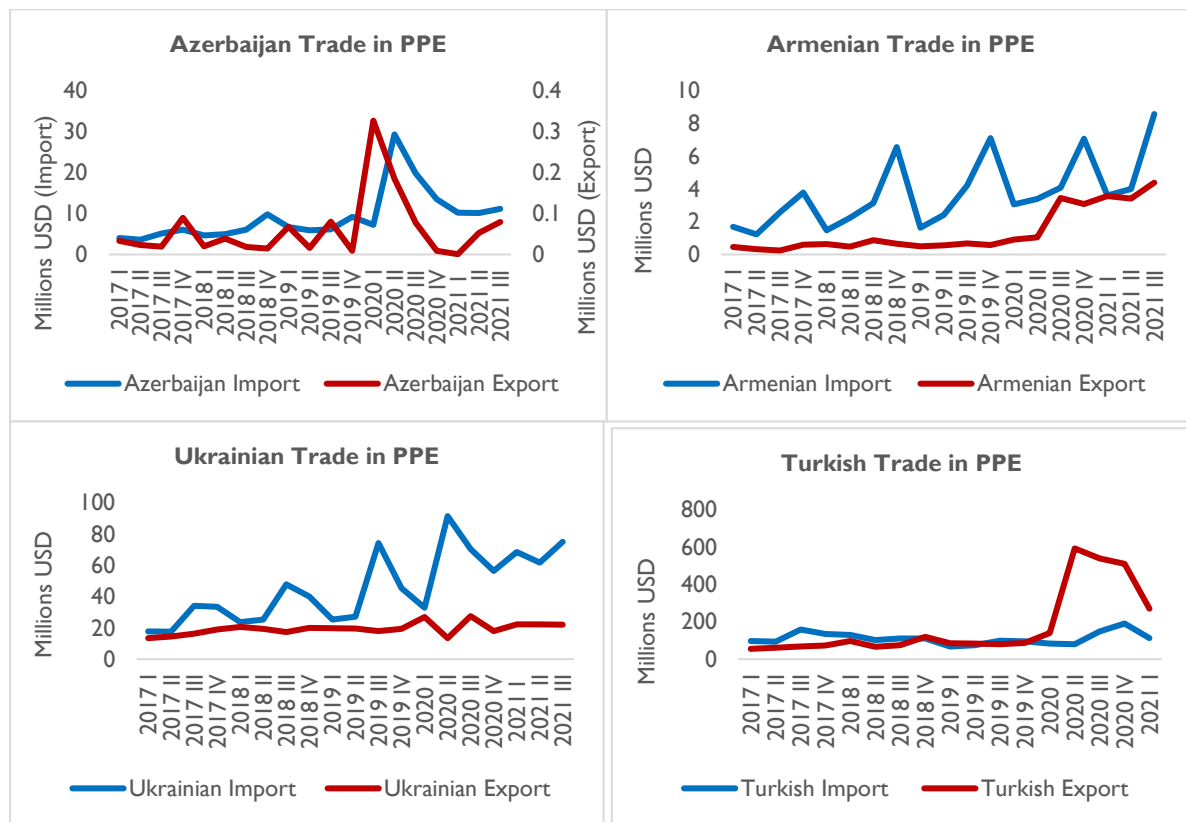 Azerbaijan Trade in PPE
Millions USD (Import)
40
30
20
10
0
0.4
0.3
0.2
0.1
0
Millions USD (Export)
2017 I
2017 II
2017 III
2017 IV
2018 I
2018 II
2018 III
2018 IV
2019 I
2019 II
2019 III
2019 IV
2020 I
2020 II
2020 III
2020 IV
2021 I
2021 II
2021 III
Azerbaijan Import Azerbaijan Export
Armenian Trade in PPE
Millions USD
10
8
6
4
2
0
2017 I
2017 II
2017 III
2017 IV
2018 I
2018 II
2018 III
2018 IV
2019 I
2019 II
2019 III
2019 IV
2020 I
2020 II
2020 III
2020 IV
2021 I
2021 II
2021 III
Armenian Import Armenian Export
Ukrainian Trade in PPE
Millions USD
100
80
60
40
20
0
2017 I
2017 II
2017 III
2017 IV
2018 I
2018 II
2018 III
2018 IV
2019 I
2019 II
2019 III
2019 IV
2020 I
2020 II
2020 III
2020 IV
2021 I
2021 II
2021 III
Ukrainian Import Ukrainian Export
Turkish Trade in PPE
Millions USD
800
600
400
200
0
2017 I
2017 II
2017 III
2017 IV
2018 I
2018 II
2018 III
2018 IV
2019 I
2019 II
2019 III
2019 IV
2020 I
2020 II
2020 III
2020 IV
2021 I
Turkish Import Turkish Export